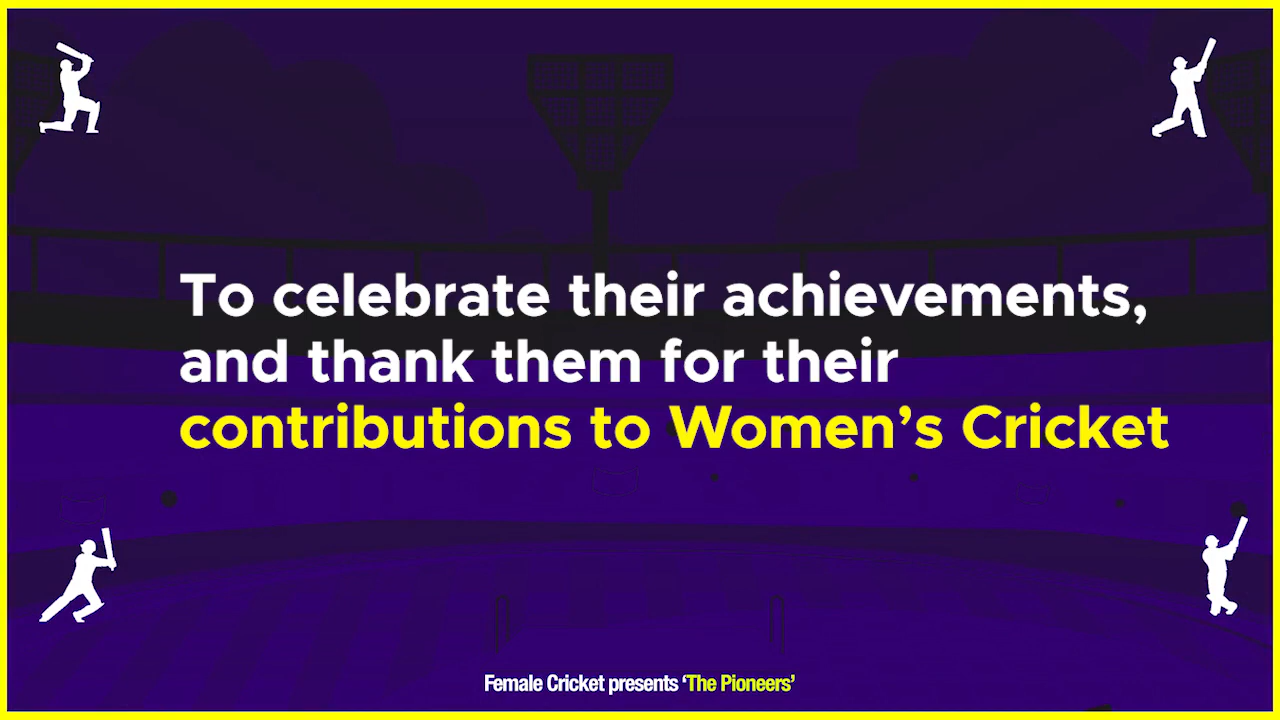 To celebrate their achievements,
and thank them for their
contributions to Women’s Cricket
Female Cricket presents ‘The Pioneers’